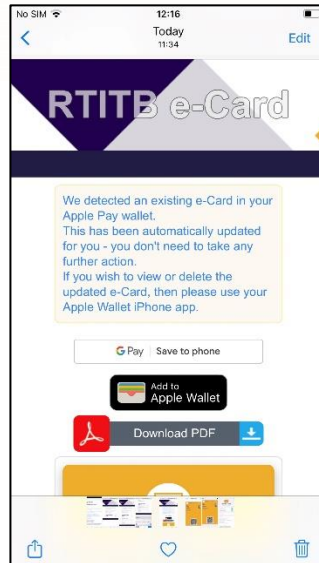 No SIM 12:16
Today
11:34
Edit
RTITB e-Card
We detected an existing e-Card in your
Apple Pay wallet.
This has been automatically updated
for you - you don't need to take any
further action.
If you wish to view or delete the
updated e-Card, then please use your
Apple Wallet iPhone app.
G Pay Save to phone
Add to
Apple Wallet
Download PDF